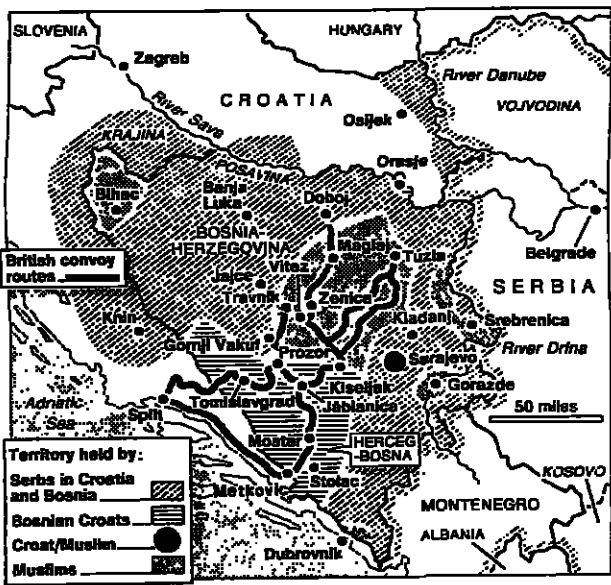 SLOVENIA
HUNGARY
Zagreb
River Danube
VOJVODINA
CROATIA
River Sava
Osijek
KRAJINA
POSAVINA
Orasje
Bihac
Banja
Luka
Doboj
BOSNIA-
HERZEGOVINA
Maglaj
Tuzla
Belgrade
British convoy
routes
Vitez
Jajce
Travnik
Zenica
SERBIA
Knin
Kladanj
Srebrenica
Gornji Vakuf
Prozor
Sarajevo
River Drina
Kiseljak
Gorazde
Adriatic
Sea
Split
Tomislavgrad
Jablanica
50 miles
Mostar
HERCEG
-BOSNA
Territory held by:
Serbs in Croatia
and Bosnia
Bosnian Croats
Croat/Muslim
Muslims
Metkovik
Stolac
KOSOVO
MONTENEGRO
ALBANIA
Dubrovnik